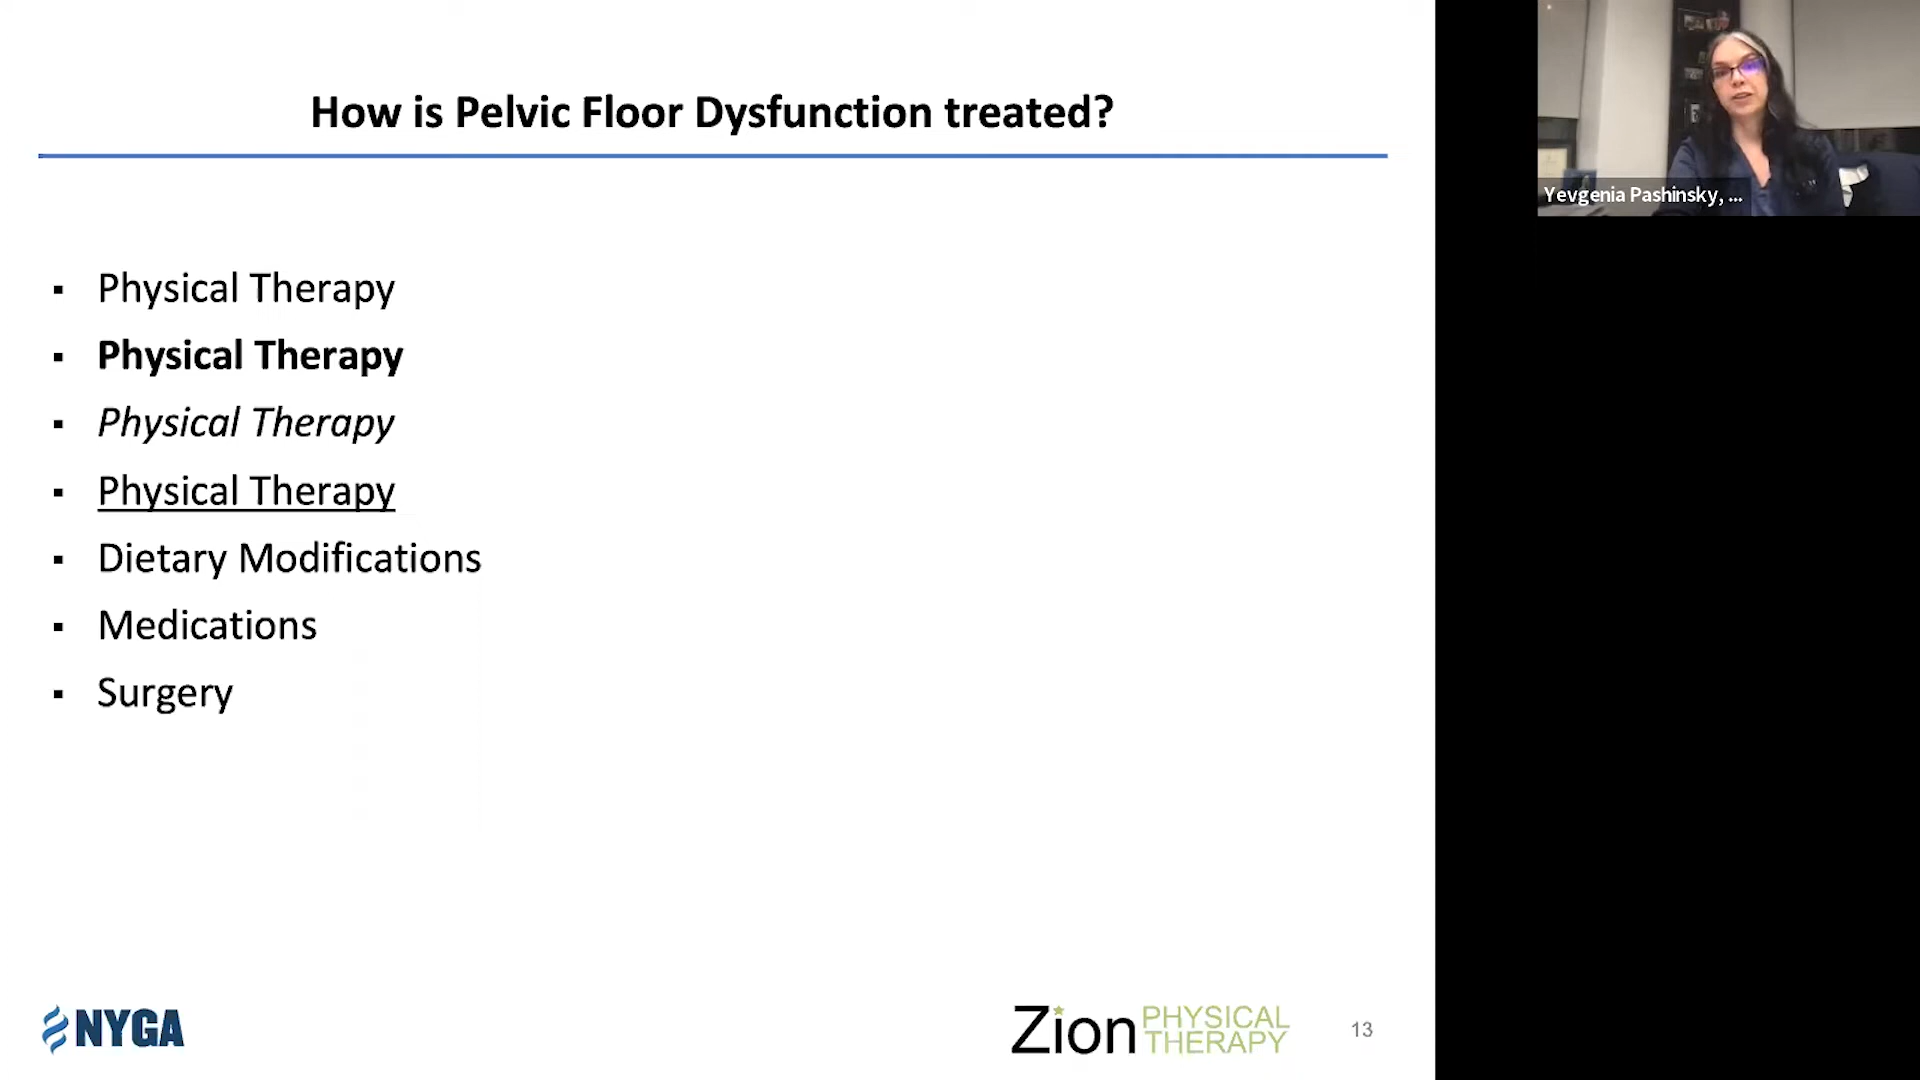 How is Pelvic Floor Dysfunction treated?
▪ Physical Therapy
▪ Physical Therapy
▪ Physical Therapy
▪ Physical Therapy
▪ Dietary Modifications
▪ Medications
▪ Surgery
NYGA
Zion PHYSICAL THERAPY
13
Yevgenia Pashinsky, ...